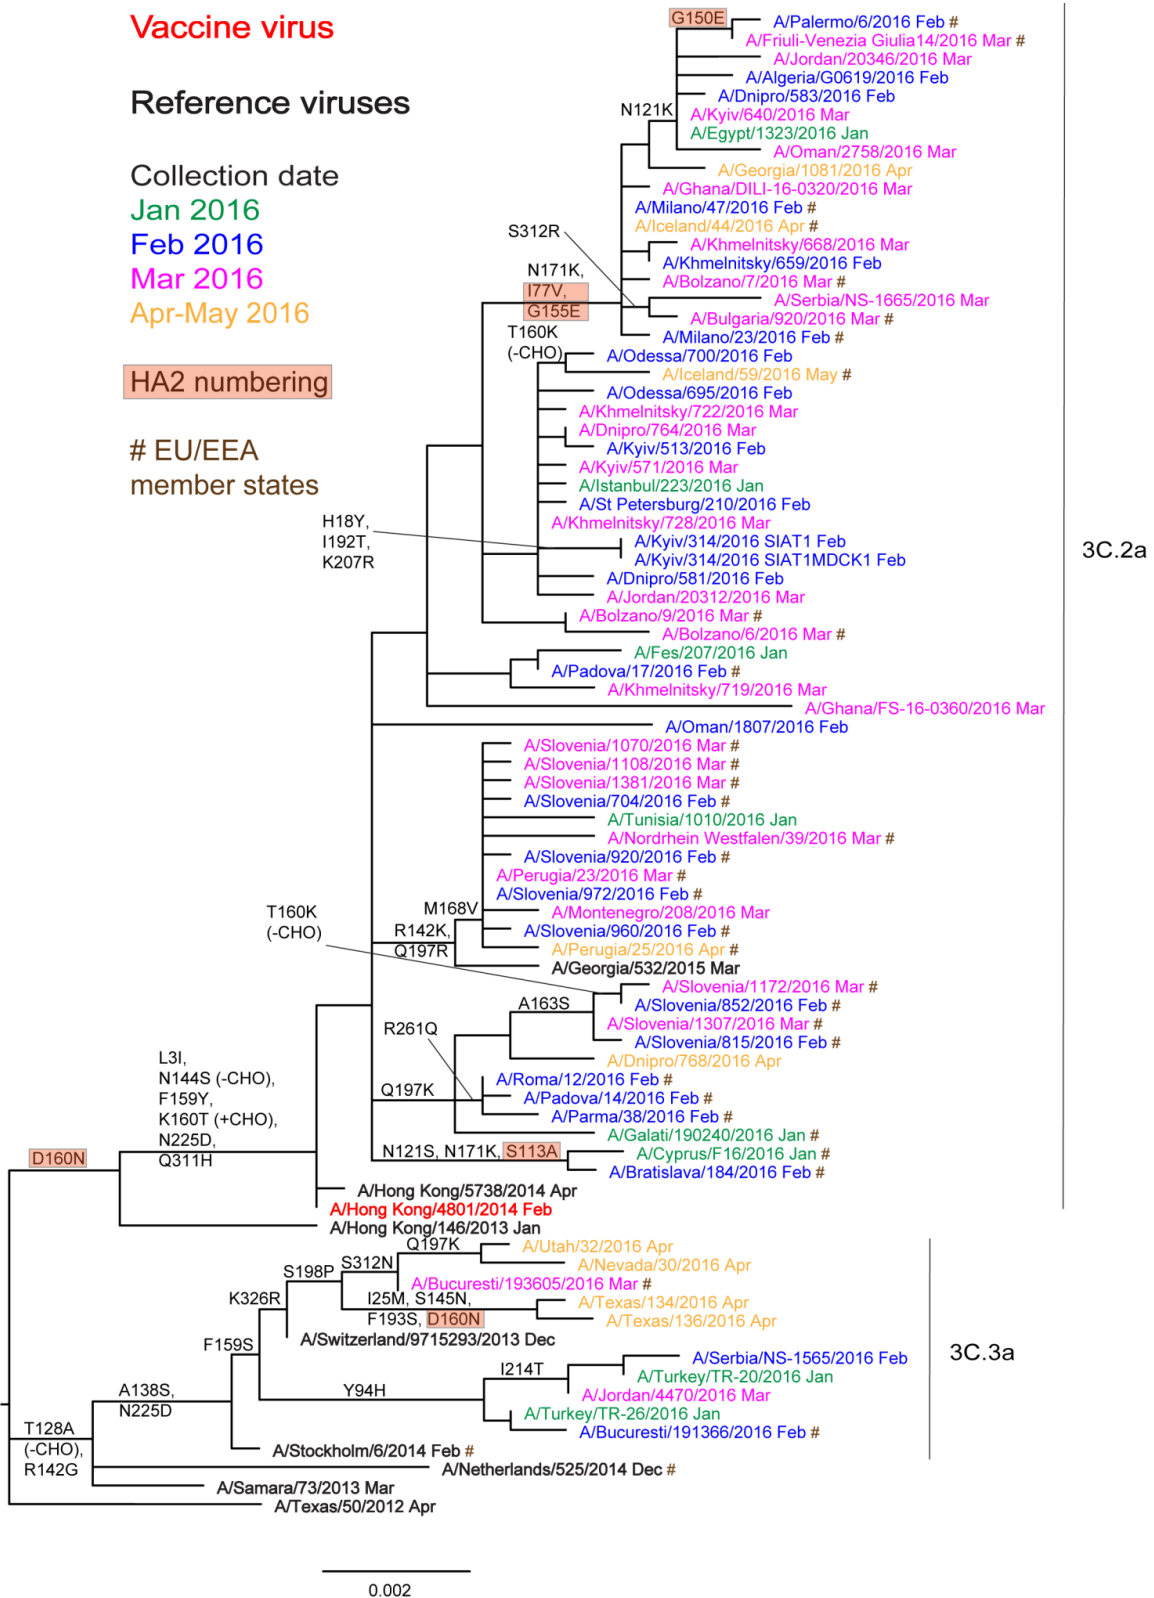 Vaccine virus
Reference viruses
Collection date
Jan 2016
Feb 2016
Mar 2016
Apr-May 2016
HA2 numbering
# EU/EEA
member states
G150E
A/Palermo/6/2016 Feb #
A/Friuli-Venezia Giulia14/2016 Mar #
A/Jordan/20346/2016 Mar
A/Algeria/G0619/2016 Feb
A/Dnipro/583/2016 Feb
N121K
A/Kyiv/640/2016 Mar
A/Egypt/1323/2016 Jan
A/Oman/2758/2016 Mar
A/Georgia/1081/2016 Apr
A/Ghana/DILI-16-0320/2016 Mar
A/Milano/47/2016 Feb #
A/Iceland/44/2016 Apr #
S312R
A/Khmelnitsky/668/2016 Mar
A/Khmelnitsky/659/2016 Feb
N171K,
I77V,
G155E
A/Bolzano/7/2016 Mar #
A/Serbia/NS-1665/2016 Mar
A/Bulgaria/920/2016 Mar #
A/Milano/23/2016 Feb #
T160K
(-CHO)
A/Odessa/700/2016 Feb
A/Iceland/59/2016 May #
A/Odessa/695/2016 Feb
A/Khmelnitsky/722/2016 Mar
A/Dnipro/764/2016 Mar
A/Kyiv/513/2016 Feb
A/Kyiv/571/2016 Mar
A/Istanbul/223/2016 Jan
A/St Petersburg/210/2016 Feb
A/Khmelnitsky/728/2016 Mar
H18Y,
I192T,
K207R
A/Kyiv/314/2016 SIAT1 Feb
A/Kyiv/314/2016 SIAT1MDCK1 Feb
3C.2a
A/Dnipro/581/2016 Feb
A/Jordan/20312/2016 Mar
A/Bolzano/9/2016 Mar #
A/Bolzano/6/2016 Mar #
A/Fes/207/2016 Jan
A/Padova/17/2016 Feb #
A/Khmelnitsky/719/2016 Mar
A/Ghana/FS-16-0360/2016 Mar
A/Oman/1807/2016 Feb
A/Slovenia/1070/2016 Mar #
A/Slovenia/1108/2016 Mar #
A/Slovenia/1381/2016 Mar #
A/Slovenia/704/2016 Feb #
A/Tunisia/1010/2016 Jan
A/Nordrhein Westfalen/39/2016 Mar #
A/Slovenia/920/2016 Feb #
A/Perugia/23/2016 Mar #
A/Slovenia/972/2016 Feb #
M168V
A/Montenegro/208/2016 Mar
T160K
(-CHO)
R142K,
Q197R
A/Slovenia/960/2016 Feb #
A/Perugia/25/2016 Apr #
A/Georgia/532/2015 Mar
A/Slovenia/1172/2016 Mar #
A163S
A/Slovenia/852/2016 Feb #
A/Slovenia/1307/2016 Mar #
R261Q
A/Slovenia/815/2016 Feb #
A/Dnipro/768/2016 Apr
A/Roma/12/2016 Feb #
Q197K
A/Padova/14/2016 Feb #
A/Parma/38/2016 Feb #
A/Galati/190240/2016 Jan #
L3I,
N144S (-CHO),
F159Y,
K160T (+CHO),
N225D,
Q311H
N121S, N171K, S113A
A/Cyprus/F16/2016 Jan #
A/Bratislava/184/2016 Feb #
D160N
A/Hong Kong/5738/2014 Apr
A/Hong Kong/4801/2014 Feb
A/Hong Kong/146/2013 Jan
Q197K
A/Utah/32/2016 Apr
S312N
A/Nevada/30/2016 Apr
S198P
A/Bucuresti/193605/2016 Mar #
K326R
I25M, S145N,
F193S, D160N
A/Texas/134/2016 Apr
A/Texas/136/2016 Apr
A/Switzerland/9715293/2013 Dec
F159S
3C.3a
A/Serbia/NS-1565/2016 Feb
I214T
A/Turkey/TR-20/2016 Jan
Y94H
A/Jordan/4470/2016 Mar
A138S,
N225D
A/Turkey/TR-26/2016 Jan
A/Bucuresti/191366/2016 Feb #
T128A
(-CHO),
R142G
A/Stockholm/6/2014 Feb #
A/Netherlands/525/2014 Dec #
A/Samara/73/2013 Mar
A/Texas/50/2012 Apr
0.002